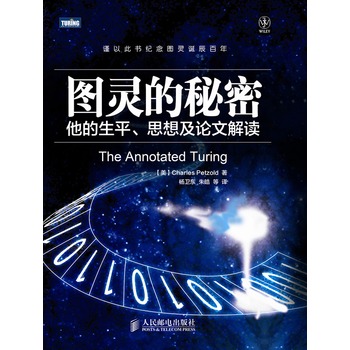 TURING
WILEY
谨以此书纪念图灵诞辰百年
图灵的秘密
他的生平、思想及论文解读
The Annotated Turing
[美] Charles Petzold 著
杨卫东 朱皓 等 译
人民邮电出版社
POSTS & TELECOM PRESS